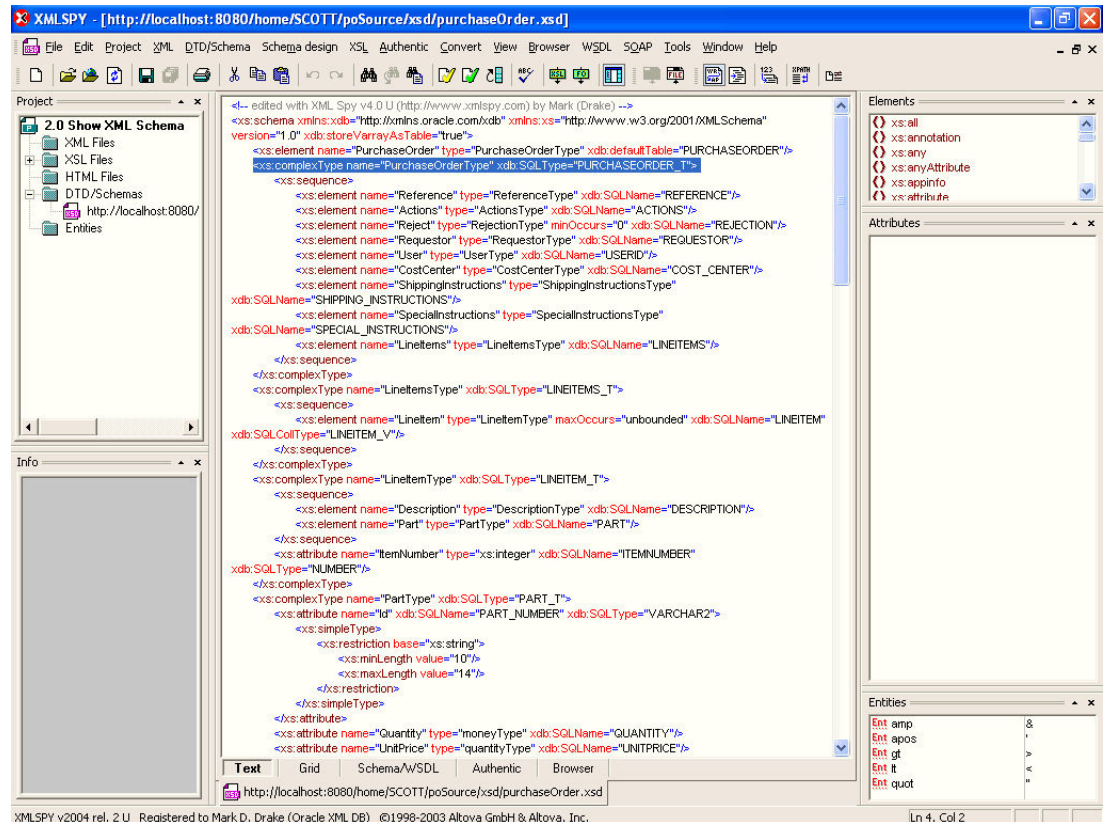 XMLSPY - [http://localhost:8080/home/SCOTT/poSource/xsd/purchaseOrder.xsd]
File Edit Project XML DTD/Schema Schema design XSL Authentic Convert View Browser WSDL SOAP Tools Window Help
Project
2.0 Show XML Schema
XML Files
XSL Files
HTML Files
DTD/Schemas
http://localhost:8080/
Entities
Info
<!-- edited with XML Spy v4.0 U (http://www.xmlspy.com) by Mark (Drake) -->
<xs:schema xmlns:xdb="http://xmlns.oracle.com/xdb" xmlns:xs="http://www.w3.org/2001/XMLSchema"
version="1.0" xdb:storeVarrayAsTable="true">
<xs:element name="PurchaseOrder" type="PurchaseOrderType" xdb:defaultTable="PURCHASEORDER"/>
<xs:complexType name="PurchaseOrderType" xdb:SQLType="PURCHASEORDER_T">
<xs:sequence>
<xs:element name="Reference" type="ReferenceType" xdb:SQLName="REFERENCE"/>
<xs:element name="Actions" type="ActionsType" xdb:SQLName="ACTIONS"/>
<xs:element name="Reject" type="RejectionType" minOccurs="0" xdb:SQLName="REJECTION"/>
<xs:element name="Requestor" type="RequestorType" xdb:SQLName="REQUESTOR"/>
<xs:element name="User" type="UserType" xdb:SQLName="USERID"/>
<xs:element name="CostCenter" type="CostCenterType" xdb:SQLName="COST_CENTER"/>
<xs:element name="ShippingInstructions" type="ShippingInstructionsType"
xdb:SQLName="SHIPPING_INSTRUCTIONS"/>
<xs:element name="SpecialInstructions" type="SpecialInstructionsType"
xdb:SQLName="SPECIAL_INSTRUCTIONS"/>
<xs:element name="LineItems" type="LineItemsType" xdb:SQLName="LINEITEMS"/>
</xs:sequence>
</xs:complexType>
<xs:complexType name="LineItemsType" xdb:SQLType="LINEITEMS_T">
<xs:sequence>
<xs:element name="LineItem" type="LineItemType" maxOccurs="unbounded" xdb:SQLName="LINEITEM"
xdb:SQLCollType="LINEITEM_V"/>
</xs:sequence>
</xs:complexType>
<xs:complexType name="LineItemType" xdb:SQLType="LINEITEM_T">
<xs:sequence>
<xs:element name="Description" type="DescriptionType" xdb:SQLName="DESCRIPTION"/>
<xs:element name="Part" type="PartType" xdb:SQLName="PART"/>
</xs:sequence>
<xs:attribute name="ItemNumber" type="xs:integer" xdb:SQLName="ITEMNUMBER"
xdb:SQLType="NUMBER"/>
</xs:complexType>
<xs:complexType name="PartType" xdb:SQLType="PART_T">
<xs:attribute name="Id" xdb:SQLName="PART_NUMBER" xdb:SQLType="VARCHAR2">
<xs:simpleType>
<xs:restriction base="xs:string">
<xs:minLength value="10"/>
<xs:maxLength value="14"/>
</xs:restriction>
</xs:simpleType>
</xs:attribute>
<xs:attribute name="Quantity" type="moneyType" xdb:SQLName="QUANTITY"/>
<xs:attribute name="UnitPrice" type="quantityType" xdb:SQLName="UNITPRICE"/>
Text Grid Schema/WSDL Authentic Browser
http://localhost:8080/home/SCOTT/poSource/xsd/purchaseOrder.xsd
Elements
xs:all
xs:annotation
xs:any
xs:anyAttribute
xs:appinfo
xs:attribute
Attributes
Entities
Ent amp &
Ent apos '
Ent gt >
Ent lt <
Ent quot "
XMLSPY v2004 rel. 2 U Registered to Mark D. Drake (Oracle XML DB) ©1998-2003 Altova GmbH & Altova, Inc.
Ln 4, Col 2